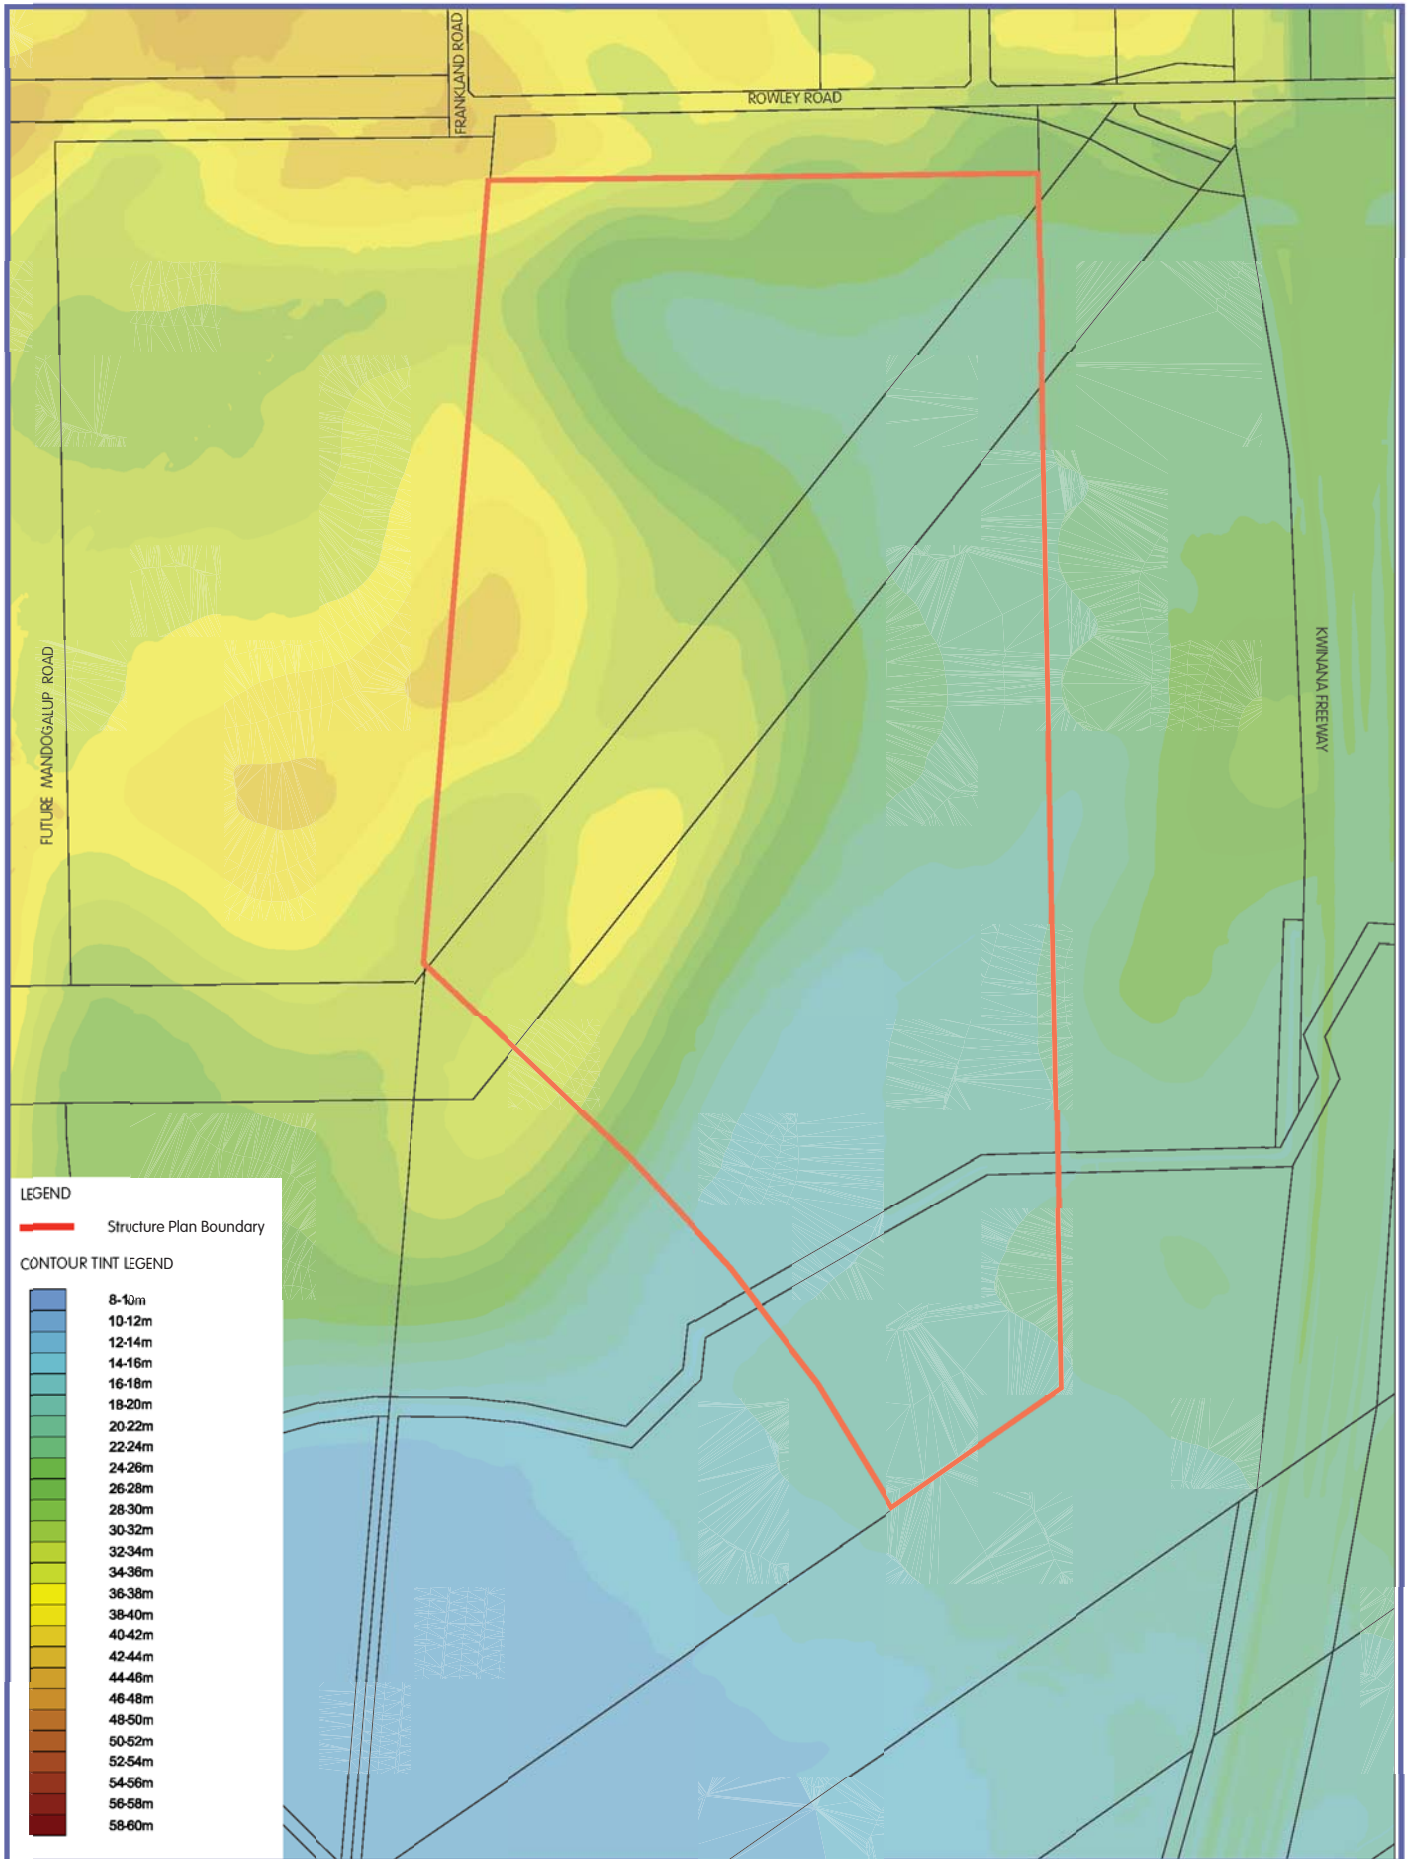 FRANKLAND ROAD
ROWLEY ROAD
FUTURE MANDOGALUP ROAD
KWINANA FREEWAY
LEGEND
Structure Plan Boundary
CONTOUR TINT LEGEND
8-10m
10-12m
12-14m
14-16m
16-18m
18-20m
20-22m
22-24m
24-26m
26-28m
28-30m
30-32m
32-34m
34-36m
36-38m
38-40m
40-42m
42-44m
44-46m
46-48m
48-50m
50-52m
52-54m
54-56m
56-58m
58-60m